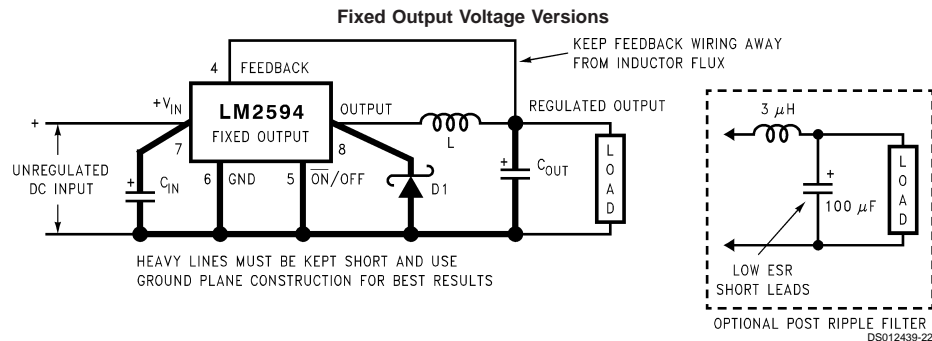 Fixed Output Voltage Versions
KEEP FEEDBACK WIRING AWAY
FROM INDUCTOR FLUX
4 FEEDBACK
+VIN
LM2594
FIXED OUTPUT
OUTPUT
REGULATED OUTPUT
+
7
8
L
UNREGULATED
DC INPUT
+
CIN
6 GND
5 ON/OFF
D1
+
COUT
LOAD
HEAVY LINES MUST BE KEPT SHORT AND USE
GROUND PLANE CONSTRUCTION FOR BEST RESULTS
3 μH
+
100 μF
LOAD
LOW ESR
SHORT LEADS
OPTIONAL POST RIPPLE FILTER
DS012439-22